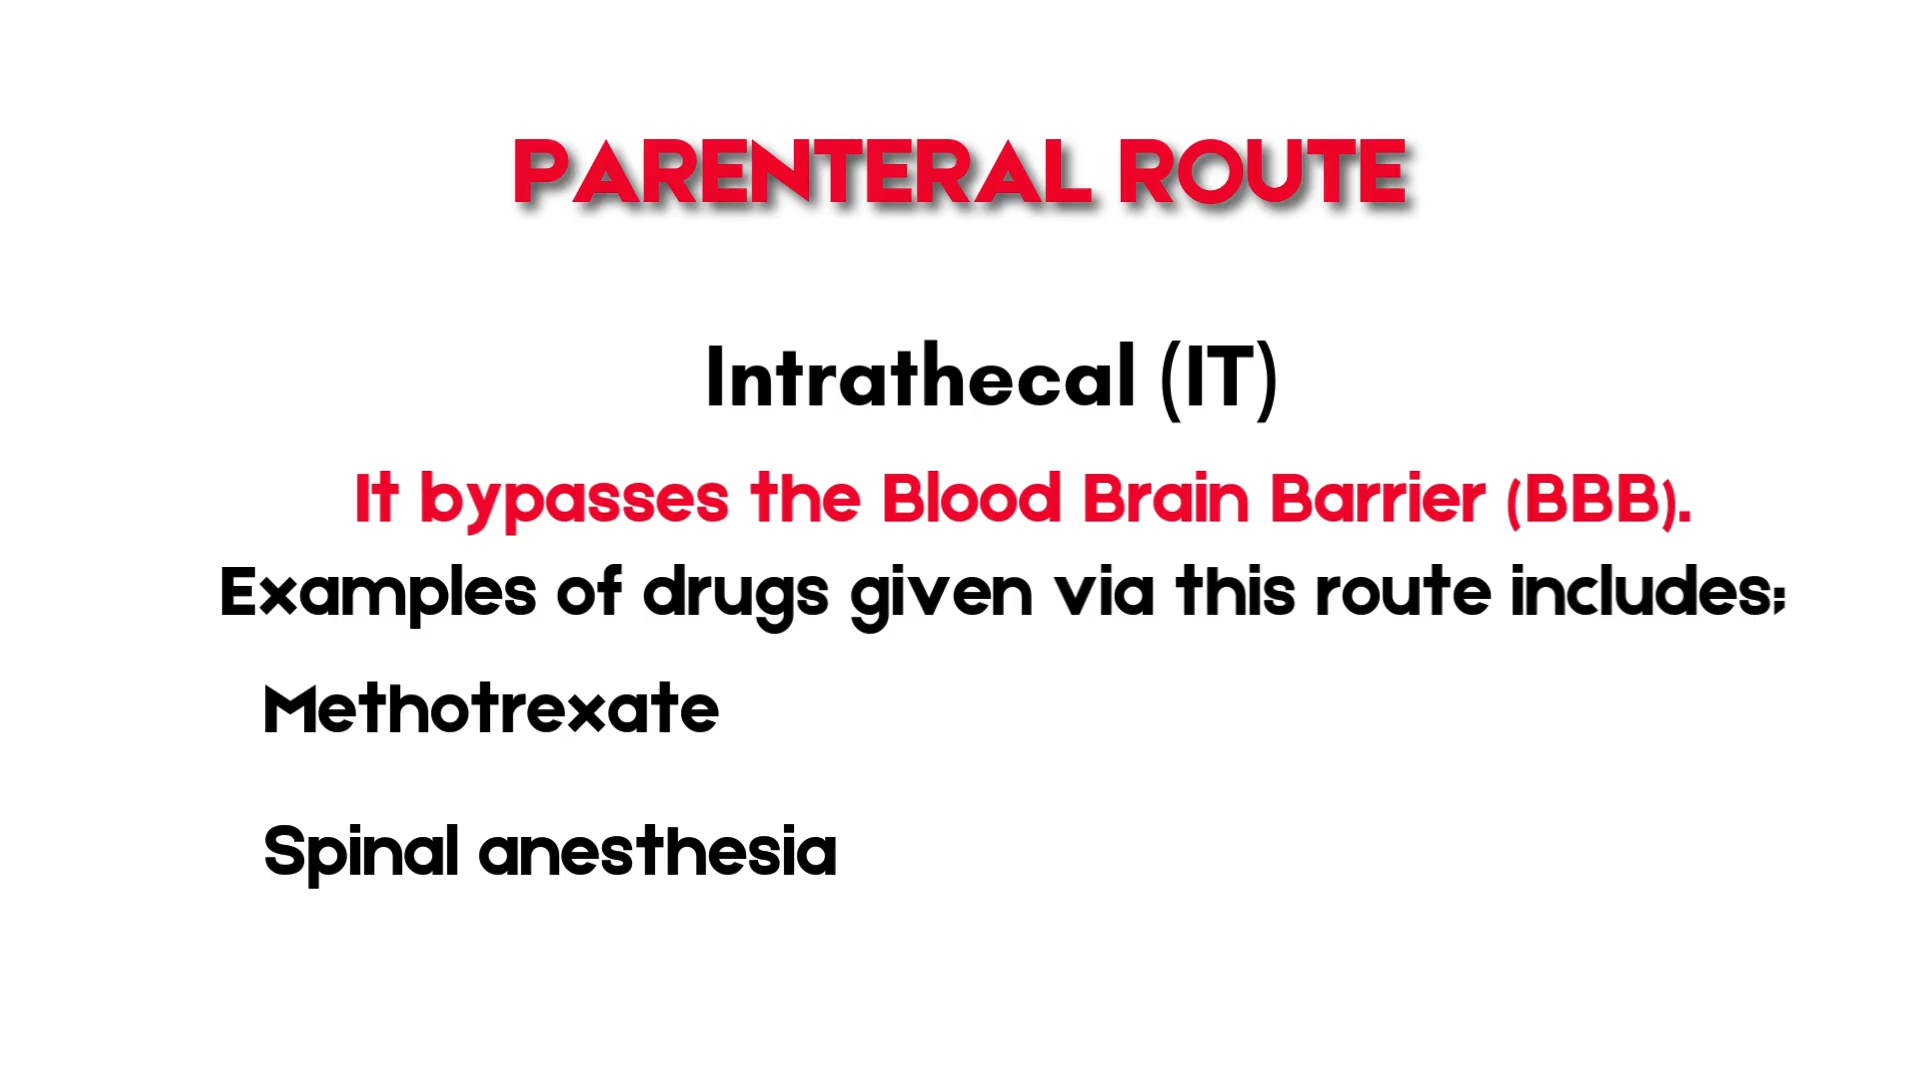 PARENTERAL ROUTE
Intrathecal (IT)
It bypasses the Blood Brain Barrier (BBB).
Examples of drugs given via this route includes;
Methotrexate
Spinal anesthesia